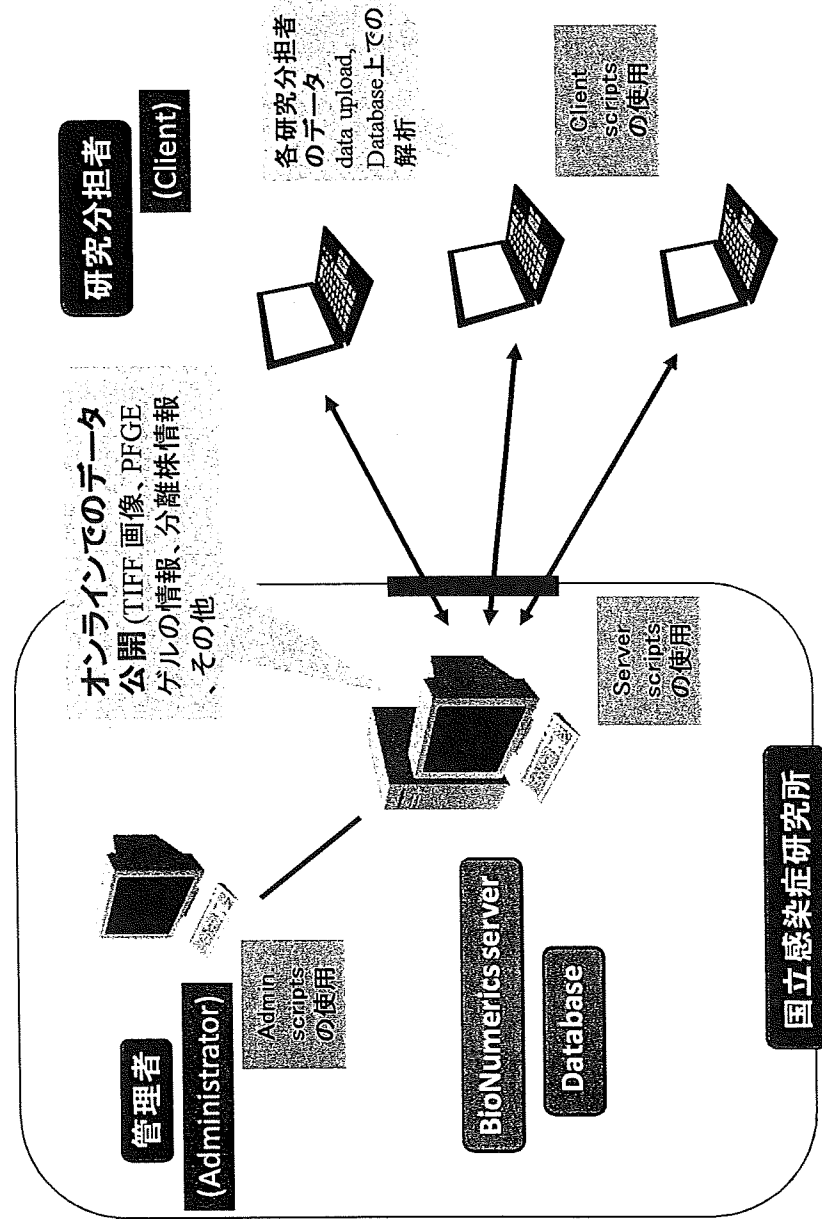 管理者
(Administrator)
Admin.
scripts
の使用
オンラインでのデータ
公開 (TIFF 画像、PFGE
ゲルの情報、分離株情報
、その他
研究分担者
(Client)
各研究分担者
のデータ
data upload,
Database上での
解析
Client
scripts
の使用
BioNumerics server
Database
Server
scripts
の使用
国立感染症研究所